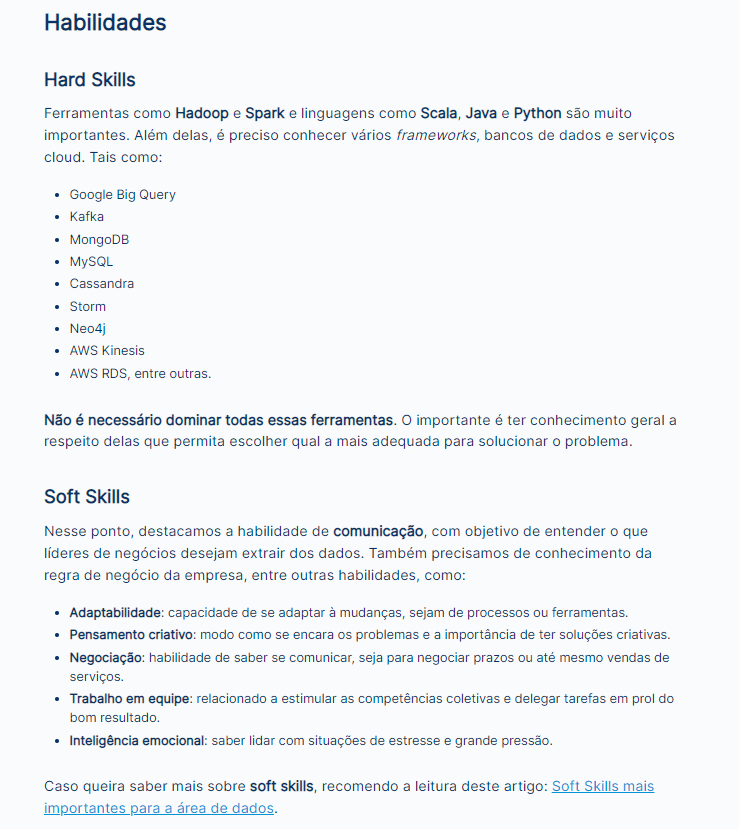 Habilidades
Hard Skills
Ferramentas como Hadoop e Spark e linguagens como Scala, Java e Python são muito
importantes. Além delas, é preciso conhecer vários frameworks, bancos de dados e serviços
cloud. Tais como:
• Google Big Query
• Kafka
• MongoDB
• MySQL
• Cassandra
• Storm
• Neo4j
• AWS Kinesis
• AWS RDS, entre outras.
Não é necessário dominar todas essas ferramentas. O importante é ter conhecimento geral a
respeito delas que permita escolher qual a mais adequada para solucionar o problema.
Soft Skills
Nesse ponto, destacamos a habilidade de comunicação, com objetivo de entender o que
líderes de negócios desejam extrair dos dados. Também precisamos de conhecimento da
regra de negócio da empresa, entre outras habilidades, como:
• Adaptabilidade: capacidade de se adaptar à mudanças, sejam de processos ou ferramentas.
• Pensamento criativo: modo como se encara os problemas e a importância de ter soluções criativas.
• Negociação: habilidade de saber se comunicar, seja para negociar prazos ou até mesmo vendas de
serviços.
• Trabalho em equipe: relacionado a estimular as competências coletivas e delegar tarefas em prol do
bom resultado.
• Inteligência emocional: saber lidar com situações de estresse e grande pressão.
Caso queira saber mais sobre soft skills, recomendo a leitura deste artigo: Soft Skills mais
importantes para a área de dados.